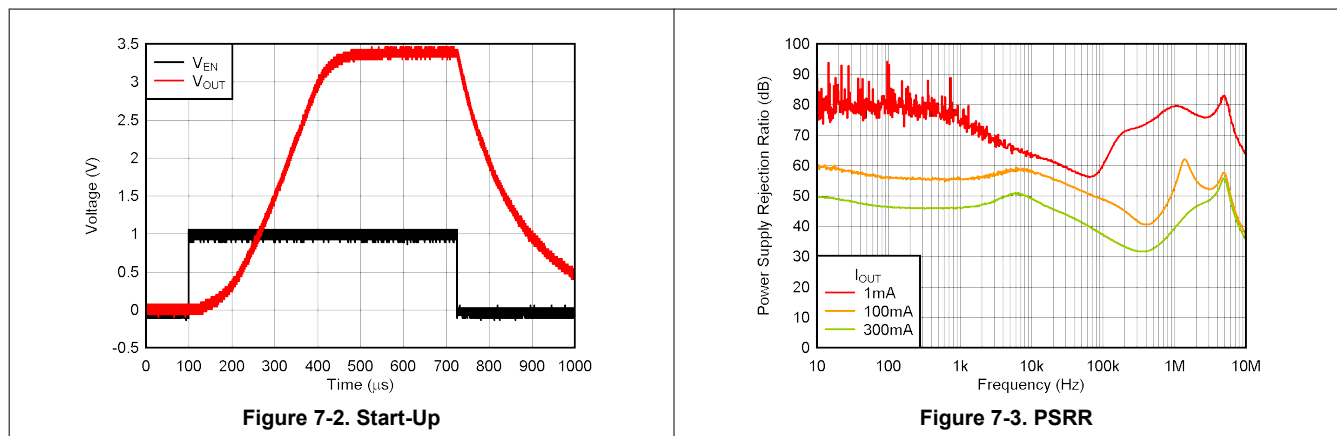 3.5
3
2.5
2
1.5
1
0.5
0
-0.5
Voltage (V)
V_EN
V_OUT
0 100 200 300 400 500 600 700 800 900 1000
Time (μs)
Figure 7-2. Start-Up
100
90
80
70
60
50
40
30
20
10
0
Power Supply Rejection Ratio (dB)
I_OUT
1mA
100mA
300mA
10 100 1k 10k 100k 1M 10M
Frequency (Hz)
Figure 7-3. PSRR